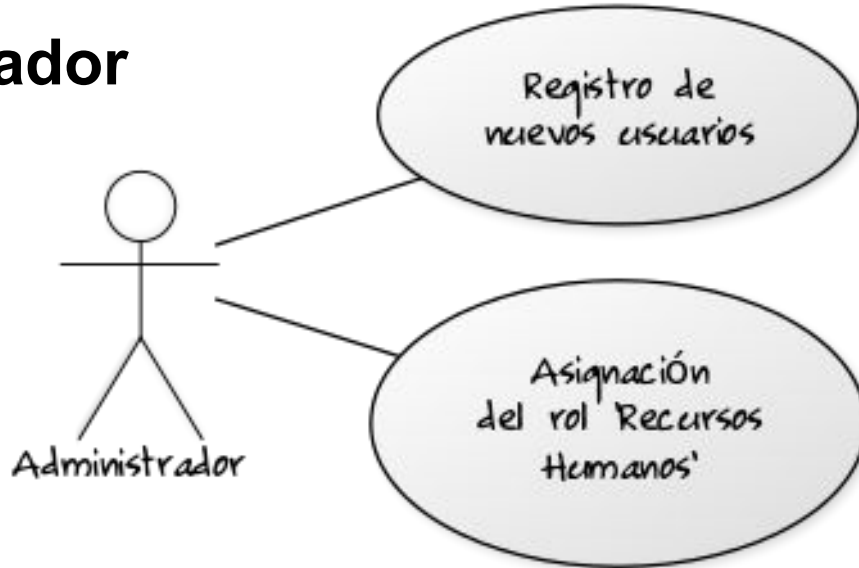 ador
Registro de
nuevos usuarios
Asignación
del rol 'Recursos
Humanos'
Administrador